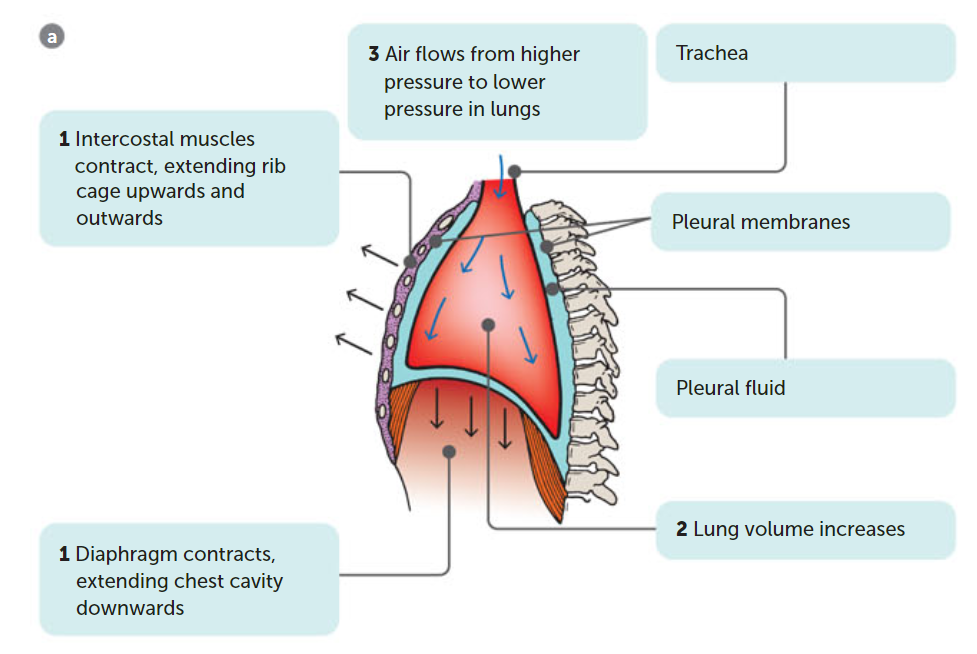 a
3 Air flows from higher
pressure to lower
pressure in lungs
Trachea
1 Intercostal muscles
contract, extending rib
cage upwards and
outwards
Pleural membranes
Pleural fluid
2 Lung volume increases
1 Diaphragm contracts,
extending chest cavity
downwards